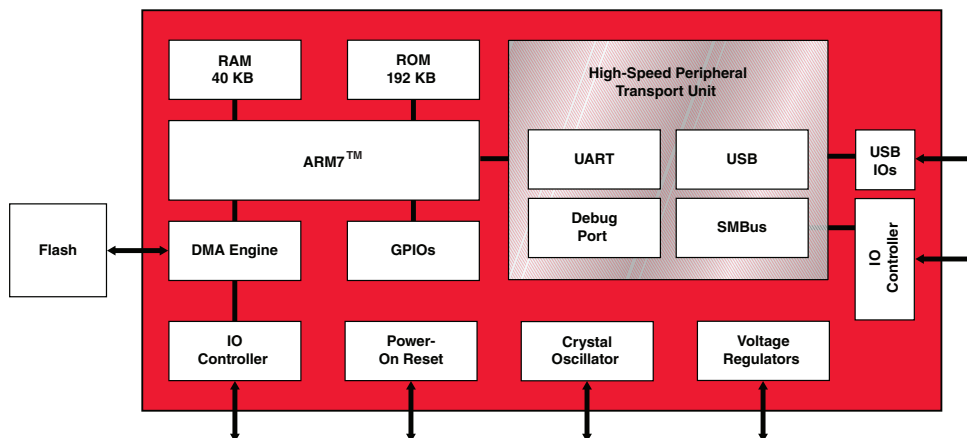 RAM
40 KB
ROM
192 KB
High-Speed Peripheral
Transport Unit
ARM7™
UART
USB
USB
IOs
Flash
DMA Engine
GPIOs
Debug
Port
SMBus
IO
Controller
IO
Controller
Power-
On Reset
Crystal
Oscillator
Voltage
Regulators